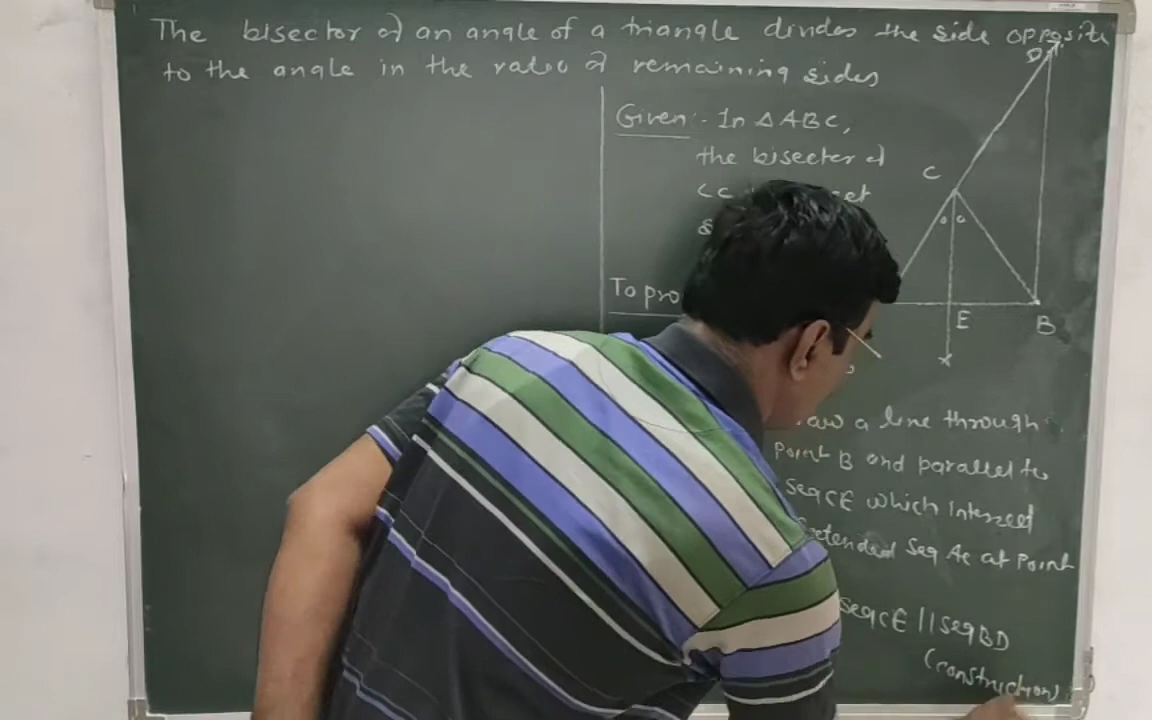 The bisector of an angle of a triangle divides the side opposite
to the angle in the ratio of remaining sides
Given :- In △ABC,
the bisector of
<C
To pro
D
C
E
B
a line through
Point B and parallel to
seg CE which Intersect
Extended Seg AC at Point
seg CE || seg BD
(construction)